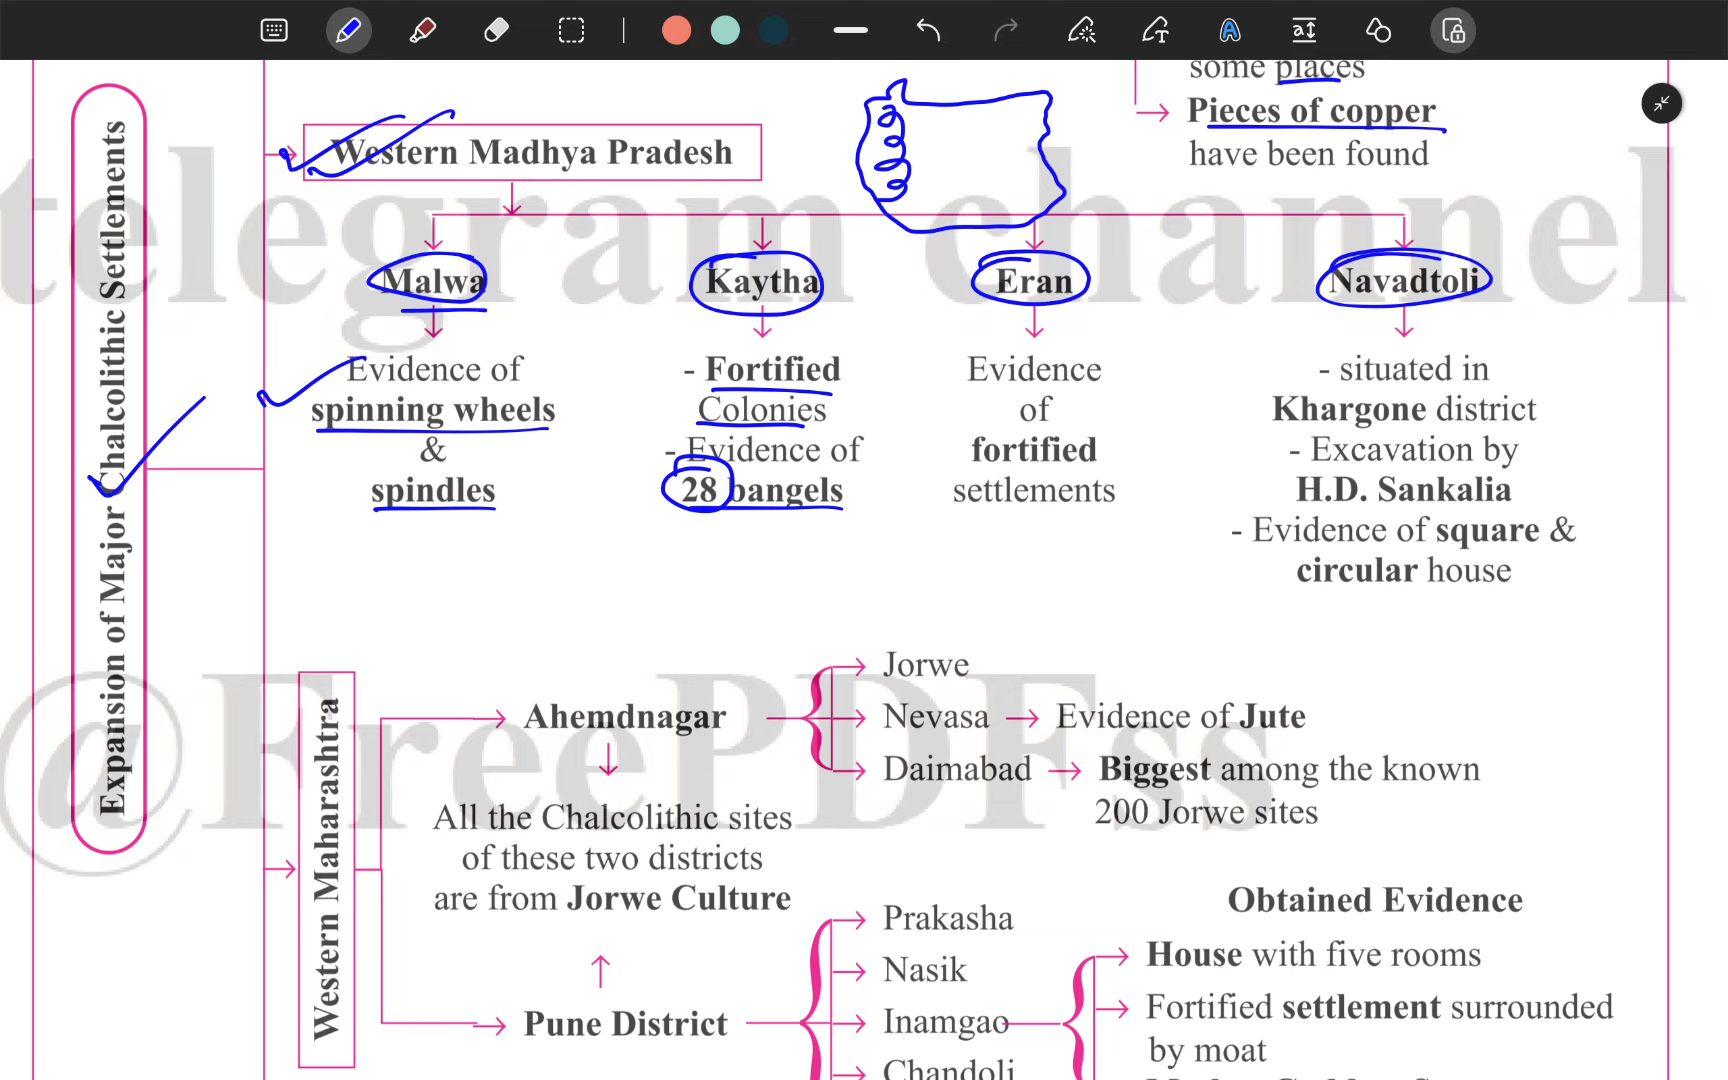 some places
Pieces of copper
have been found
Expansion of Major Chalcolithic Settlements
Western Madhya Pradesh
telegram channel
Malwa
Evidence of
spinning wheels
&
spindles
Kaytha
- Fortified
Colonies
- Evidence of
28 bangels
Eran
Evidence
of
fortified
settlements
Navadtoli
- situated in
Khargone district
- Excavation by
H.D. Sankalia
- Evidence of square &
circular house
@FreePDFss
Western Maharashtra
Ahemdnagar
Jorwe
Nevasa → Evidence of Jute
Daimabad → Biggest among the known
200 Jorwe sites
All the Chalcolithic sites
of these two districts
are from Jorwe Culture
Pune District
Prakasha
Nasik
Inamgao
Chandoli
Obtained Evidence
House with five rooms
Fortified settlement surrounded
by moat